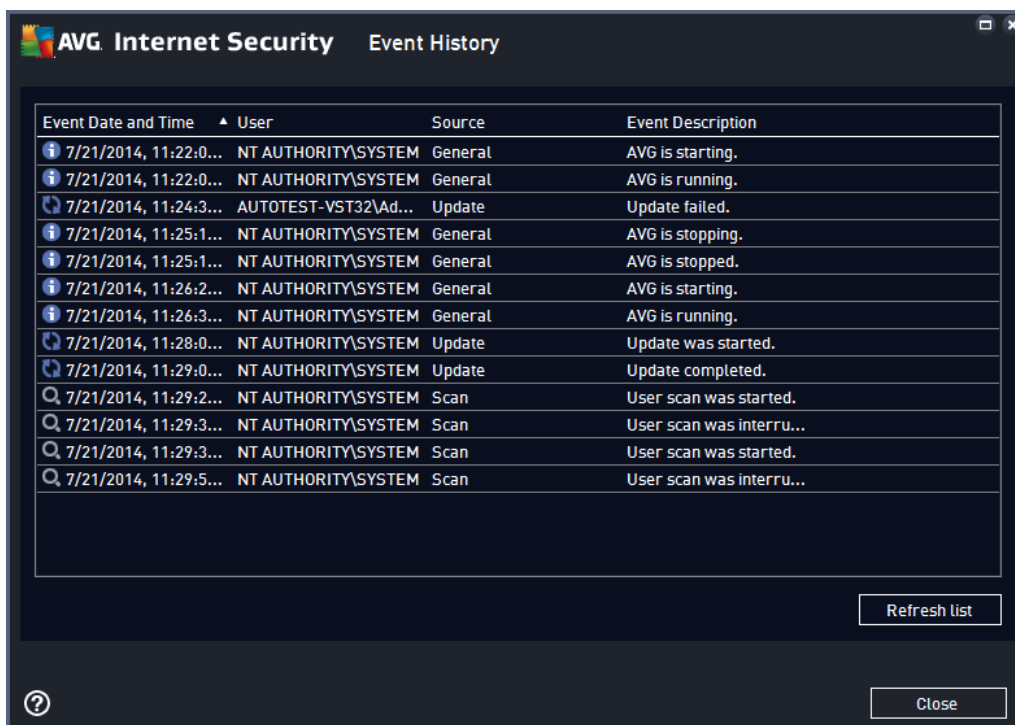 AVG. Internet Security Event History
Event Date and Time User Source Event Description
7/21/2014, 11:22:0... NT AUTHORITY\SYSTEM General AVG is starting.
7/21/2014, 11:22:0... NT AUTHORITY\SYSTEM General AVG is running.
7/21/2014, 11:24:3... AUTOTEST-VST32\Ad... Update Update failed.
7/21/2014, 11:25:1... NT AUTHORITY\SYSTEM General AVG is stopping.
7/21/2014, 11:25:1... NT AUTHORITY\SYSTEM General AVG is stopped.
7/21/2014, 11:26:2... NT AUTHORITY\SYSTEM General AVG is starting.
7/21/2014, 11:26:3... NT AUTHORITY\SYSTEM General AVG is running.
7/21/2014, 11:28:0... NT AUTHORITY\SYSTEM Update Update was started.
7/21/2014, 11:29:0... NT AUTHORITY\SYSTEM Update Update completed.
7/21/2014, 11:29:2... NT AUTHORITY\SYSTEM Scan User scan was started.
7/21/2014, 11:29:3... NT AUTHORITY\SYSTEM Scan User scan was interru...
7/21/2014, 11:29:3... NT AUTHORITY\SYSTEM Scan User scan was started.
7/21/2014, 11:29:5... NT AUTHORITY\SYSTEM Scan User scan was interru...
Refresh list
? Close